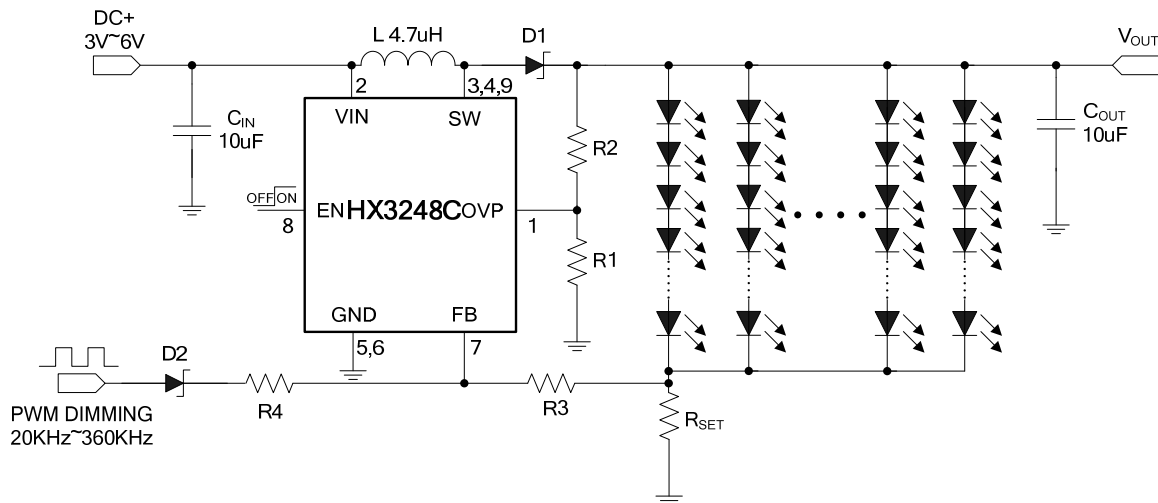 DC+
3V~6V
L 4.7uH
D1
VOUT
2
3,4,9
VIN
SW
CIN
10uF
R2
COUT
10uF
OFF ON
8
EN HX3248C OVP
1
R1
GND
FB
5,6
7
D2
R4
R3
RSET
PWM DIMMING
20KHz~360KHz